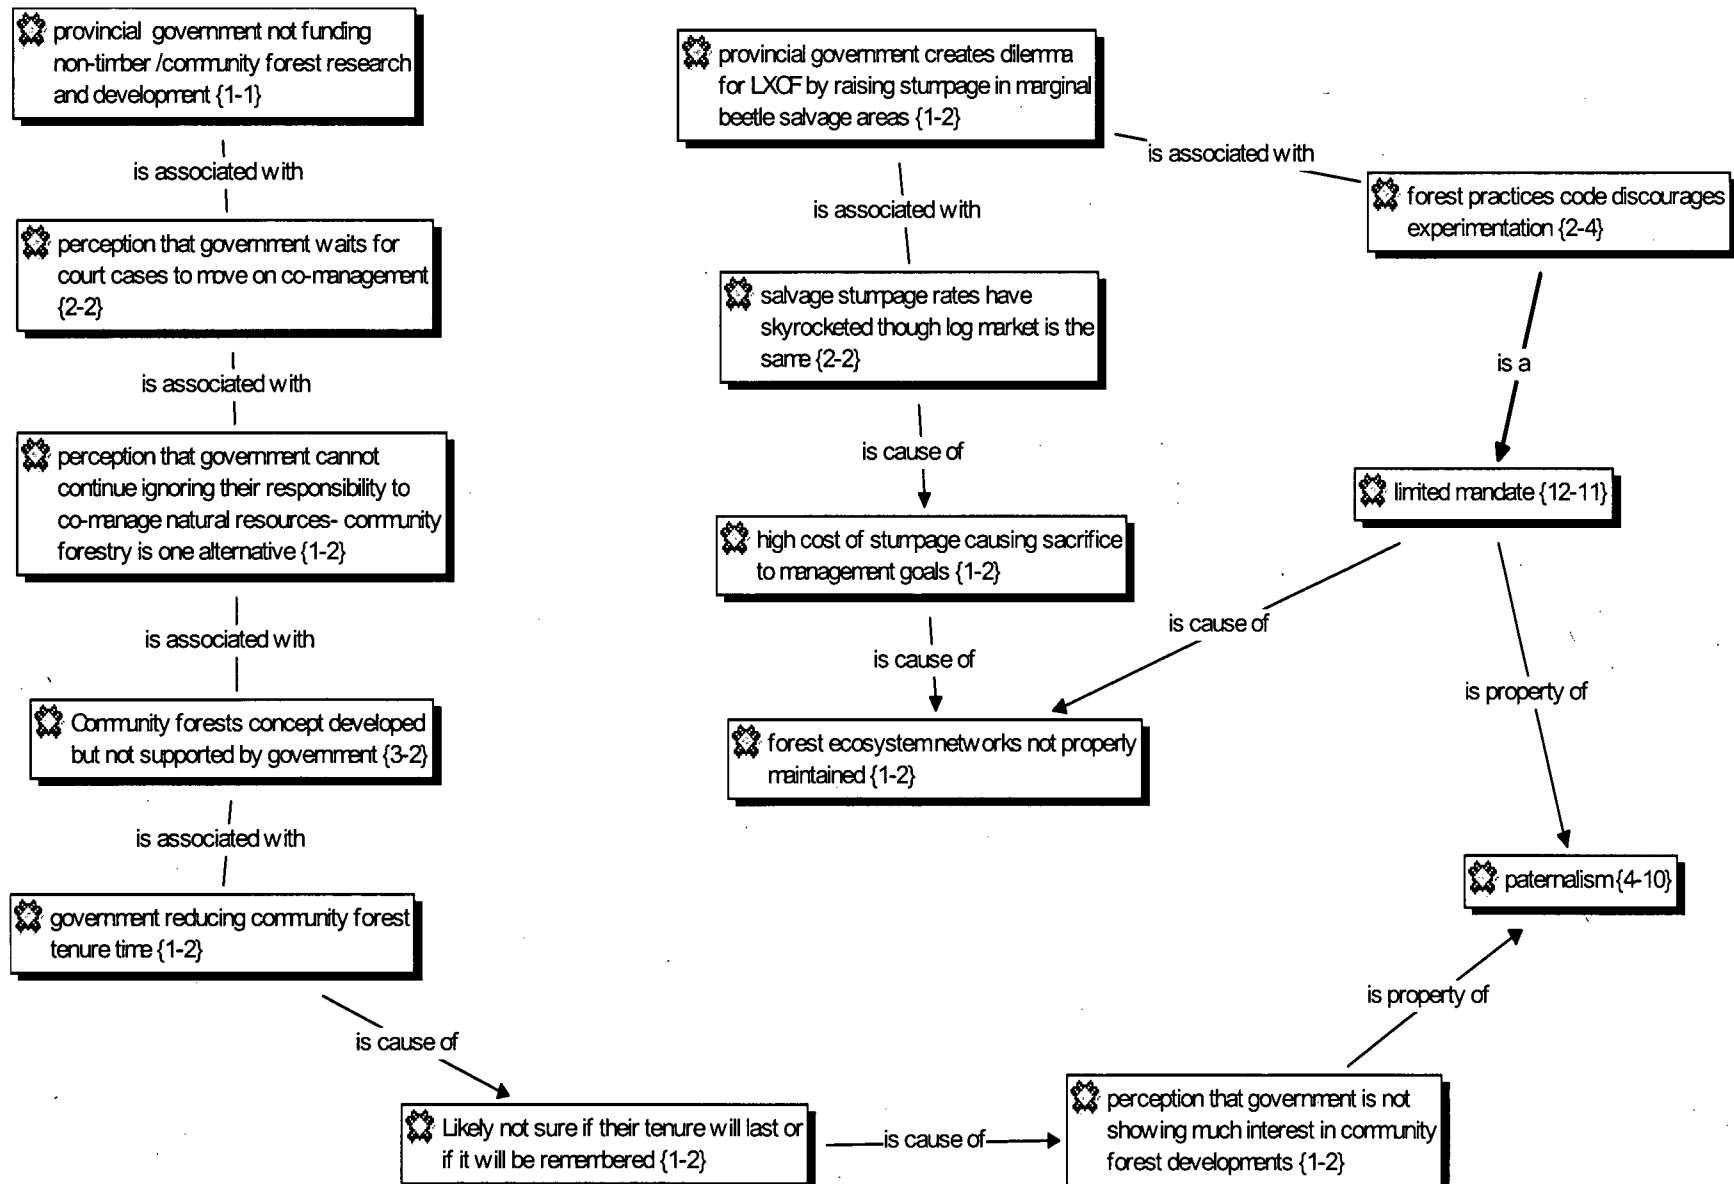 provincial government not funding
non-timber /community forest research
and development {1-1}
is associated with
perception that government waits for
court cases to move on co-management
{2-2}
is associated with
perception that government cannot
continue ignoring their responsibility to
co-manage natural resources- community
forestry is one alternative {1-2}
is associated with
Community forests concept developed
but not supported by government {3-2}
is associated with
government reducing community forest
tenure time {1-2}
is cause of
Likely not sure if their tenure will last or
if it will be remembered {1-2}
is cause of
perception that government is not
showing much interest in community
forest developments {1-2}
is property of
paternalism {4-10}
provincial government creates dilemma
for LXCF by raising stumpage in marginal
beetle salvage areas {1-2}
is associated with
salvage stumpage rates have
skyrocketed though log market is the
same {2-2}
is cause of
high cost of stumpage causing sacrifice
to management goals {1-2}
is cause of
forest ecosystem networks not properly
maintained {1-2}
is associated with
forest practices code discourages
experimentation {2-4}
is a
limited mandate {12-11}
is cause of
is property of